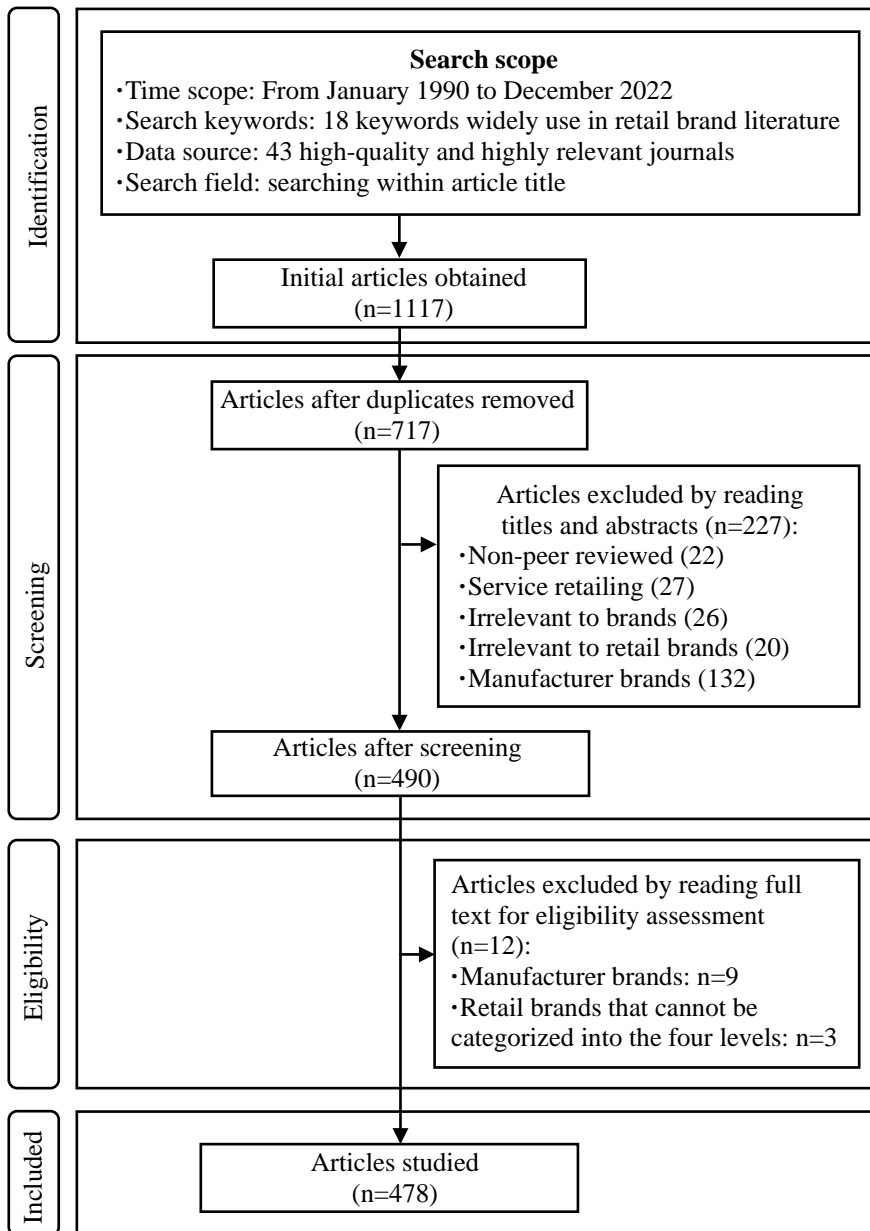 Identification
Search scope
·Time scope: From January 1990 to December 2022
·Search keywords: 18 keywords widely use in retail brand literature
·Data source: 43 high-quality and highly relevant journals
·Search field: searching within article title
Initial articles obtained
(n=1117)
Screening
Articles after duplicates removed
(n=717)
Articles excluded by reading
titles and abstracts (n=227):
·Non-peer reviewed (22)
·Service retailing (27)
·Irrelevant to brands (26)
·Irrelevant to retail brands (20)
·Manufacturer brands (132)
Articles after screening
(n=490)
Eligibility
Articles excluded by reading full
text for eligibility assessment
(n=12):
·Manufacturer brands: n=9
·Retail brands that cannot be
categorized into the four levels: n=3
Included
Articles studied
(n=478)